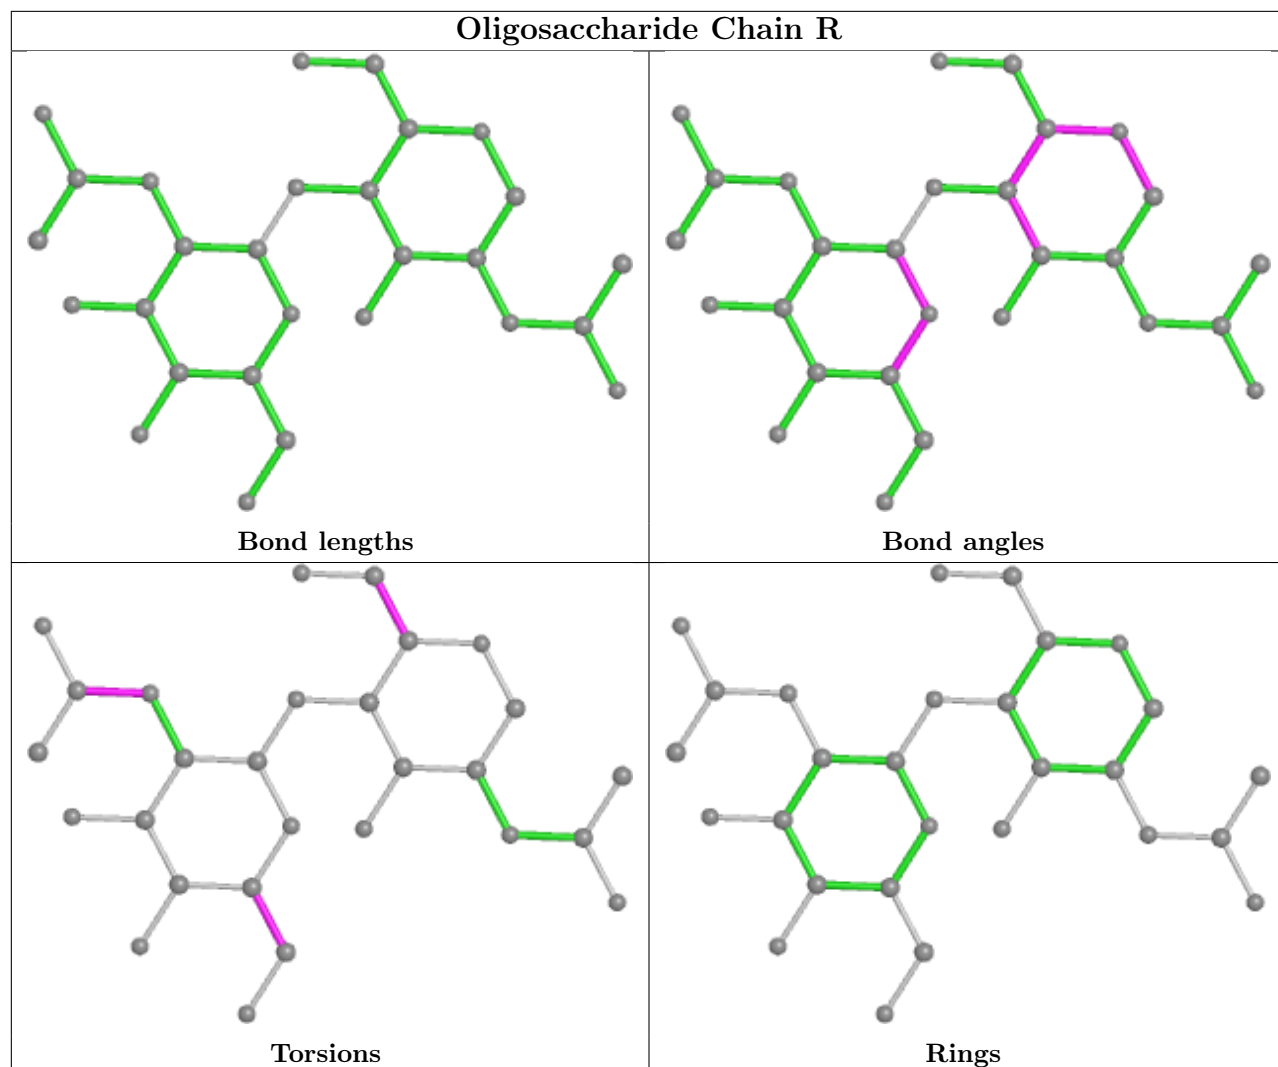 Oligosaccharide Chain R
Bond lengths
Bond angles
Torsions
Rings